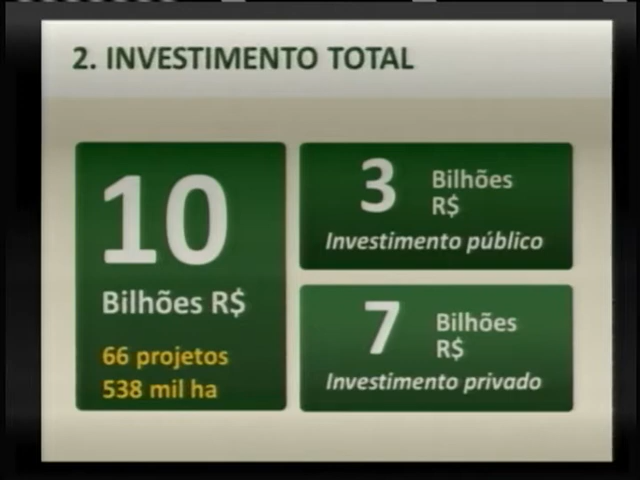 2. INVESTIMENTO TOTAL
10
Bilhões R$
66 projetos
538 mil ha
3
Bilhões
R$
Investimento público
7
Bilhões
R$
Investimento privado